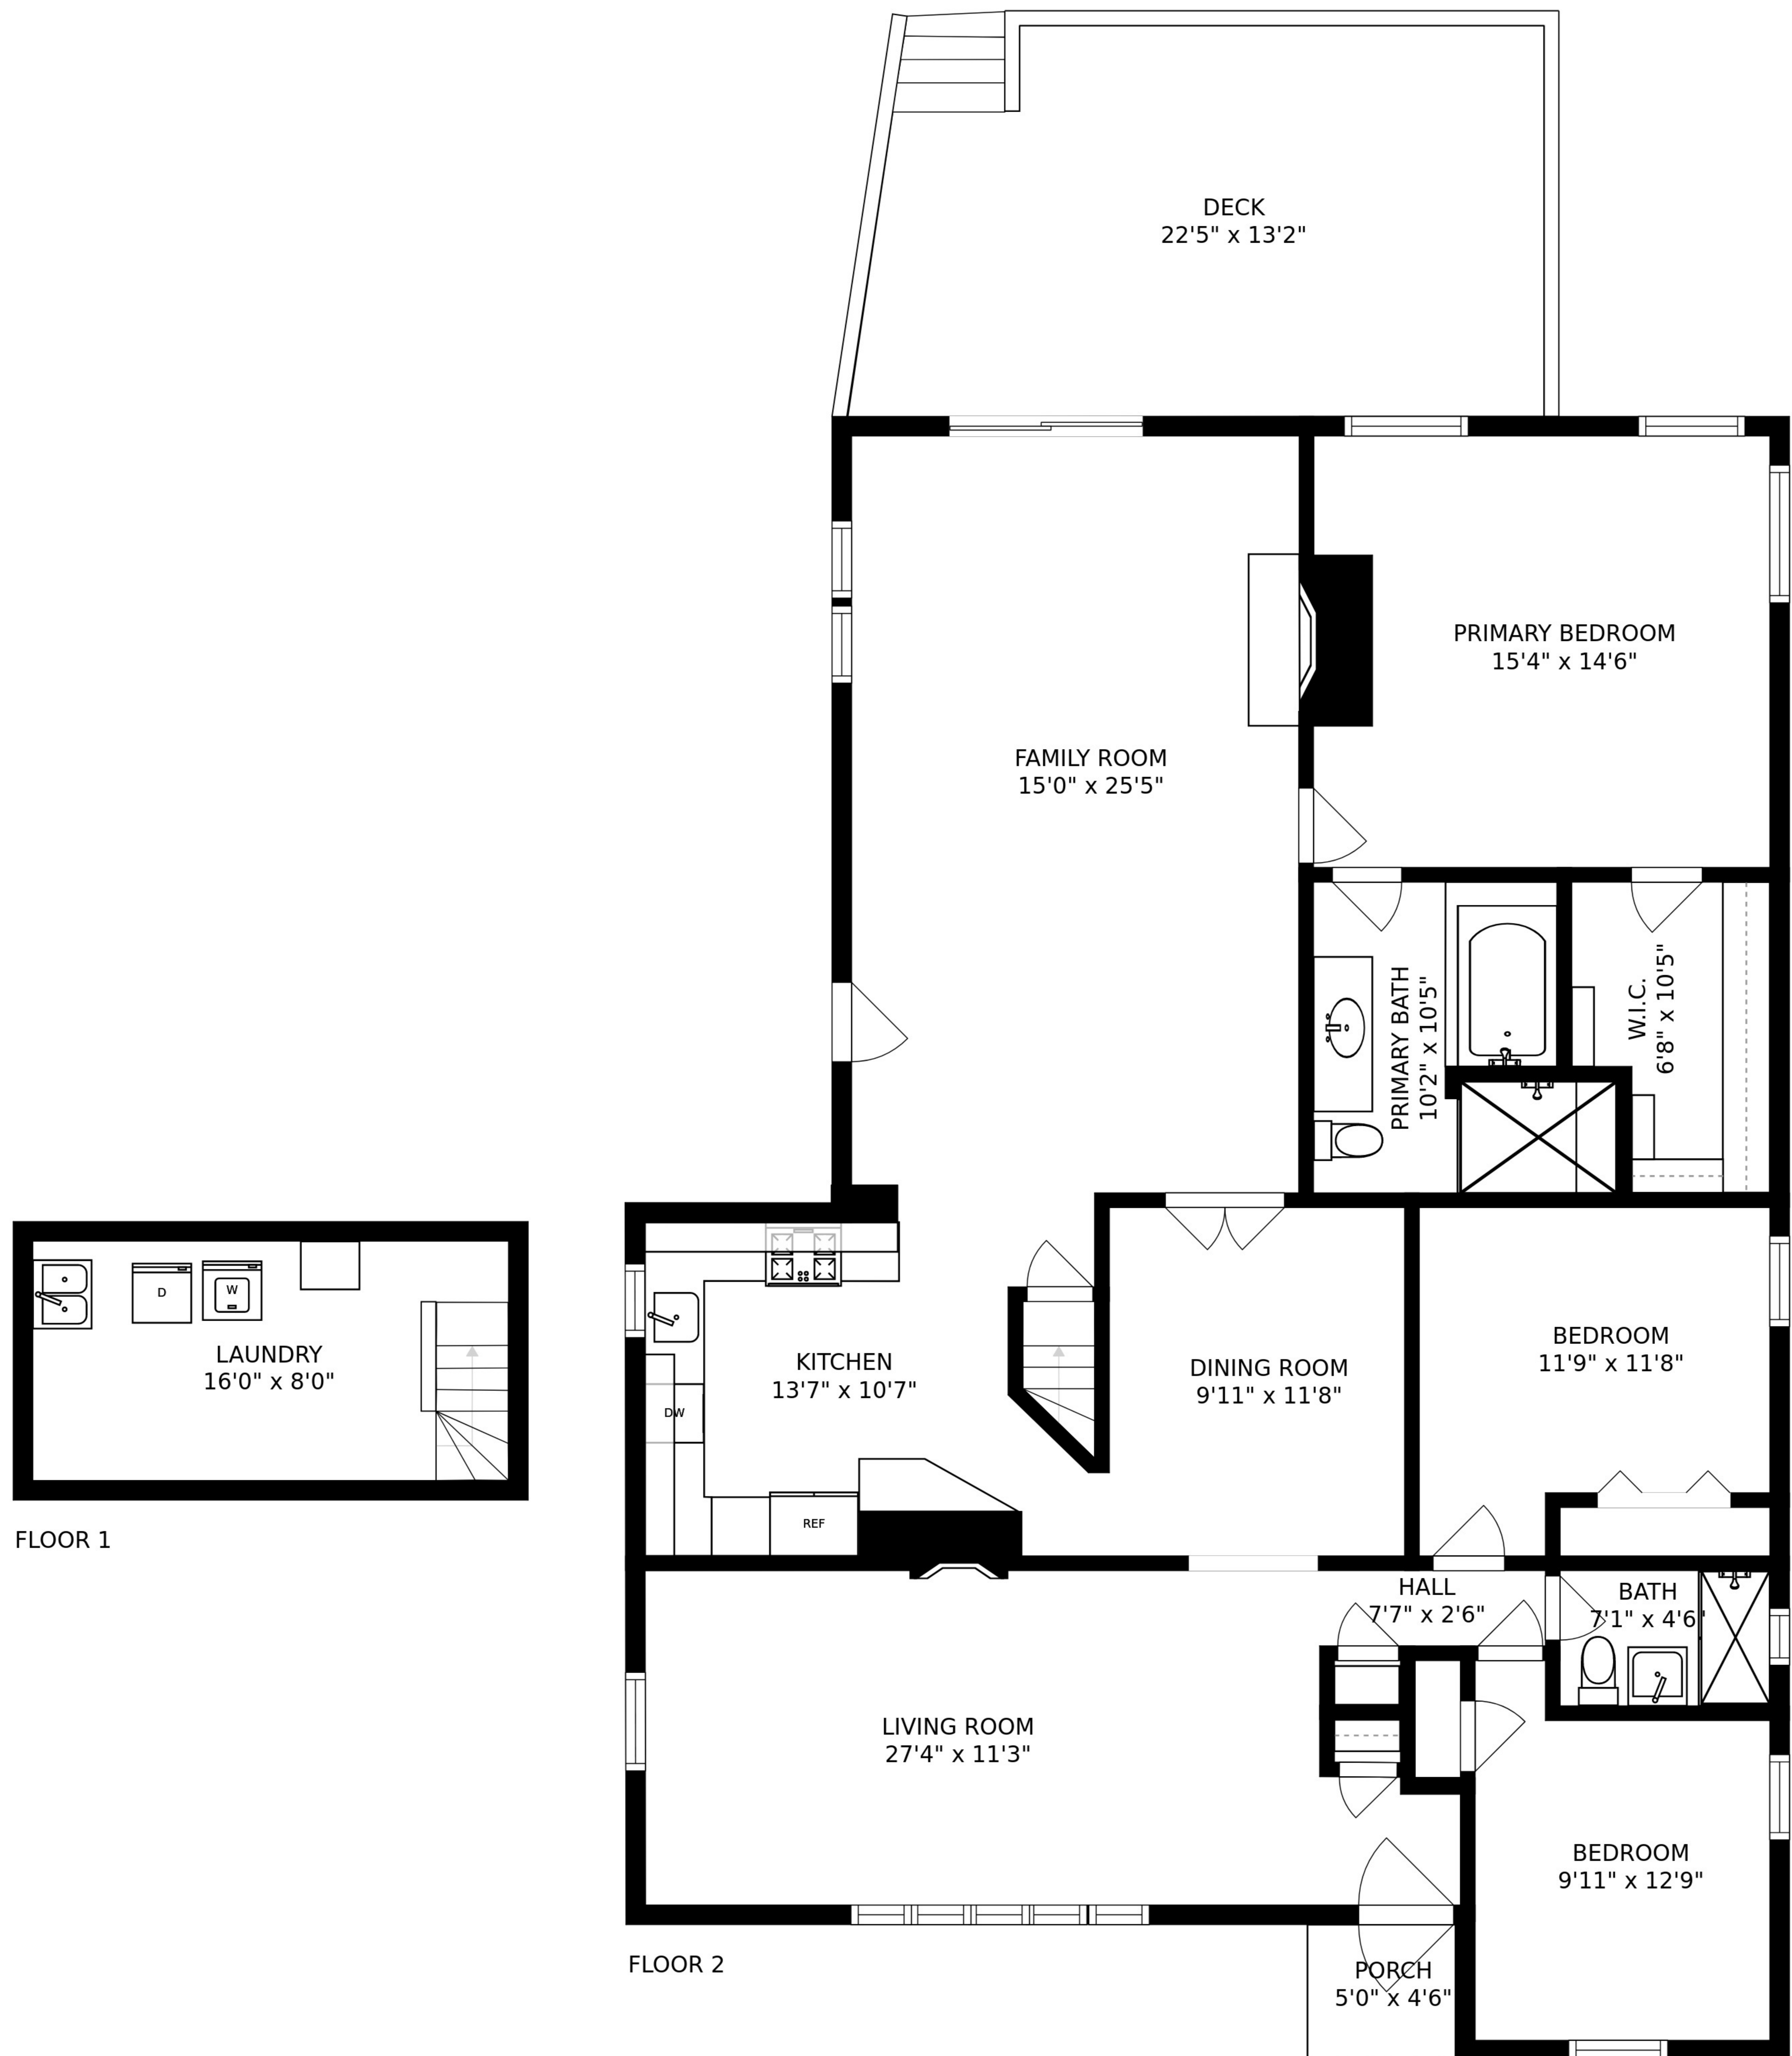 DECK
22'5" x 13'2"
PRIMARY BEDROOM
15'4" x 14'6"
FAMILY ROOM
15'0" x 25'5"
PRIMARY BATH
10'2" x 10'5"
W.I.C.
6'8" x 10'5"
D
W
LAUNDRY
16'0" x 8'0"
FLOOR 1
KITCHEN
13'7" x 10'7"
DW
REF
DINING ROOM
9'11" x 11'8"
BEDROOM
11'9" x 11'8"
HALL
7'7" x 2'6"
BATH
7'1" x 4'6"
LIVING ROOM
27'4" x 11'3"
BEDROOM
9'11" x 12'9"
FLOOR 2
PORCH
5'0" x 4'6"